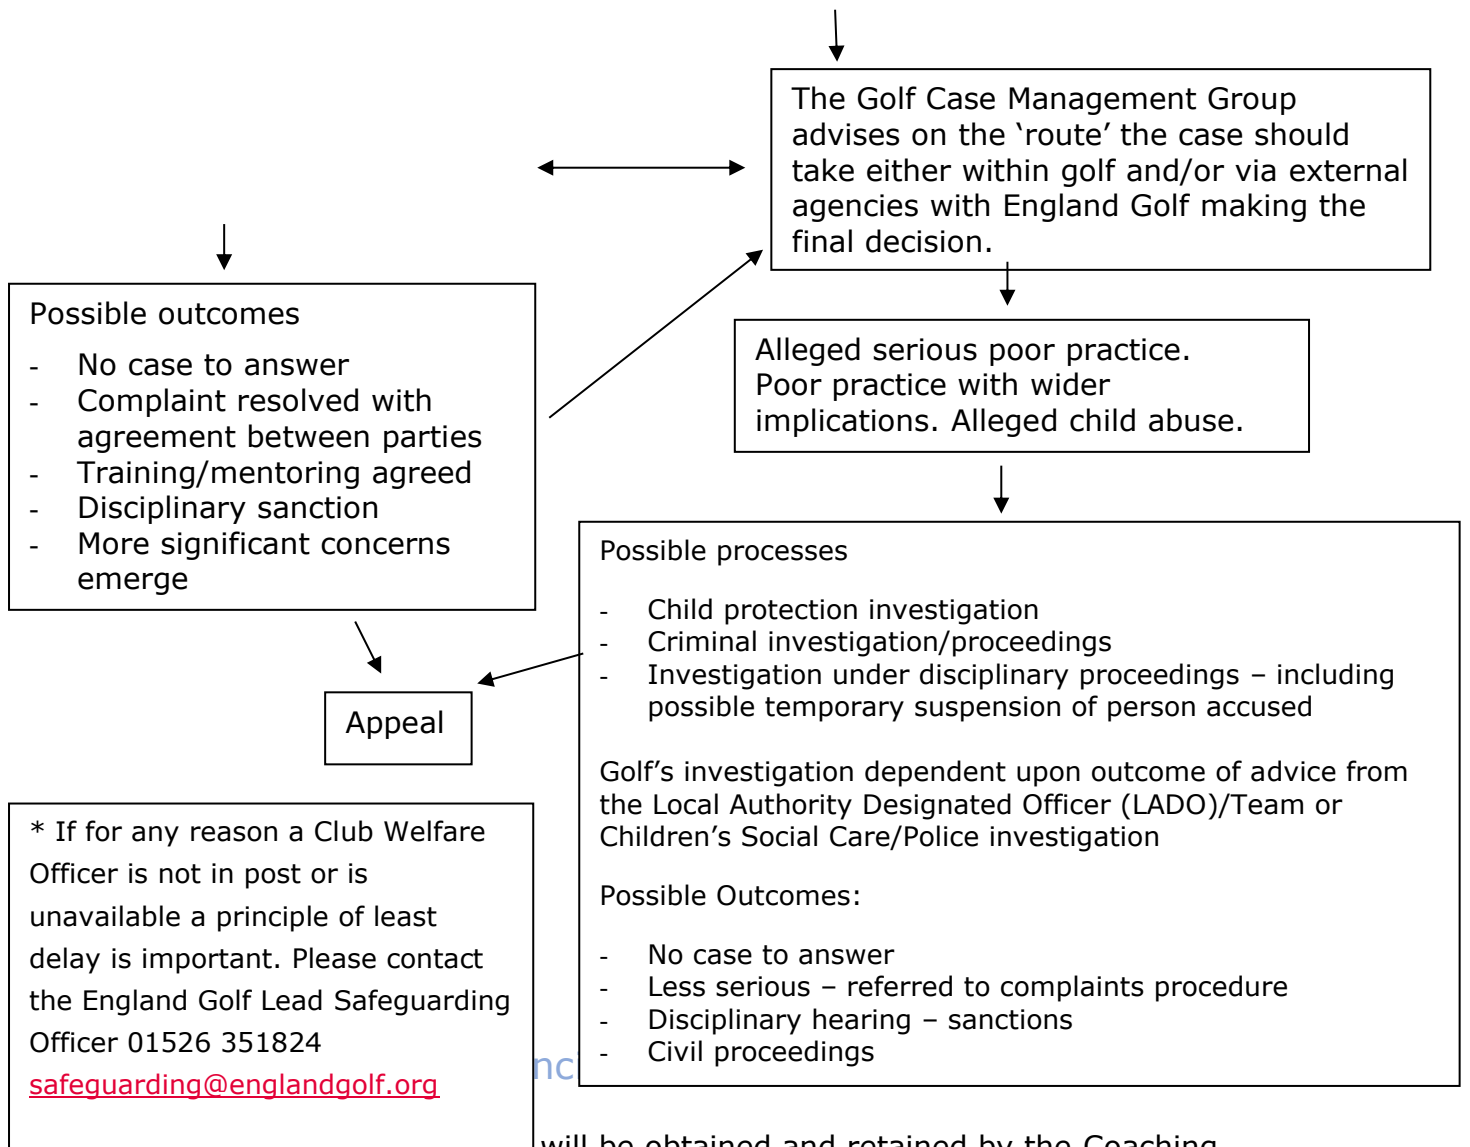 The Golf Case Management Group
advises on the ‘route’ the case should
take either within golf and/or via external
agencies with England Golf making the
final decision.
Possible outcomes
- No case to answer
- Complaint resolved with
agreement between parties
- Training/mentoring agreed
- Disciplinary sanction
- More significant concerns
emerge
Alleged serious poor practice.
Poor practice with wider
implications. Alleged child abuse.
Possible processes
- Child protection investigation
- Criminal investigation/proceedings
- Investigation under disciplinary proceedings – including
possible temporary suspension of person accused
Golf’s investigation dependent upon outcome of advice from
the Local Authority Designated Officer (LADO)/Team or
Children’s Social Care/Police investigation
Possible Outcomes:
- No case to answer
- Less serious – referred to complaints procedure
- Disciplinary hearing – sanctions
- Civil proceedings
Appeal
* If for any reason a Club Welfare
Officer is not in post or is
unavailable a principle of least
delay is important. Please contact
the England Golf Lead Safeguarding
Officer 01526 351824
safeguarding@englandgolf.org
will be obtained and retained by the Coaching